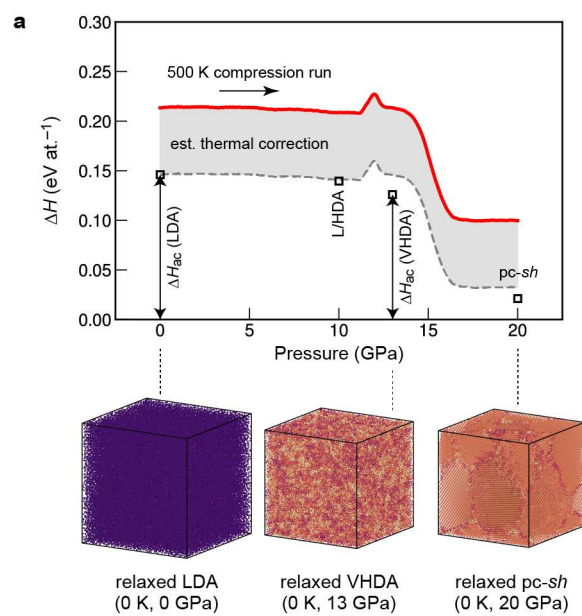 a
0.30
0.25
0.20
0.15
0.10
0.05
0.00
ΔH (eV at.⁻¹)
500 K compression run
est. thermal correction
ΔHac (LDA)
L/HDA
ΔHac (VHDA)
pc-sh
0 5 10 15 20
Pressure (GPa)
relaxed LDA
(0 K, 0 GPa)
relaxed VHDA
(0 K, 13 GPa)
relaxed pc-sh
(0 K, 20 GPa)